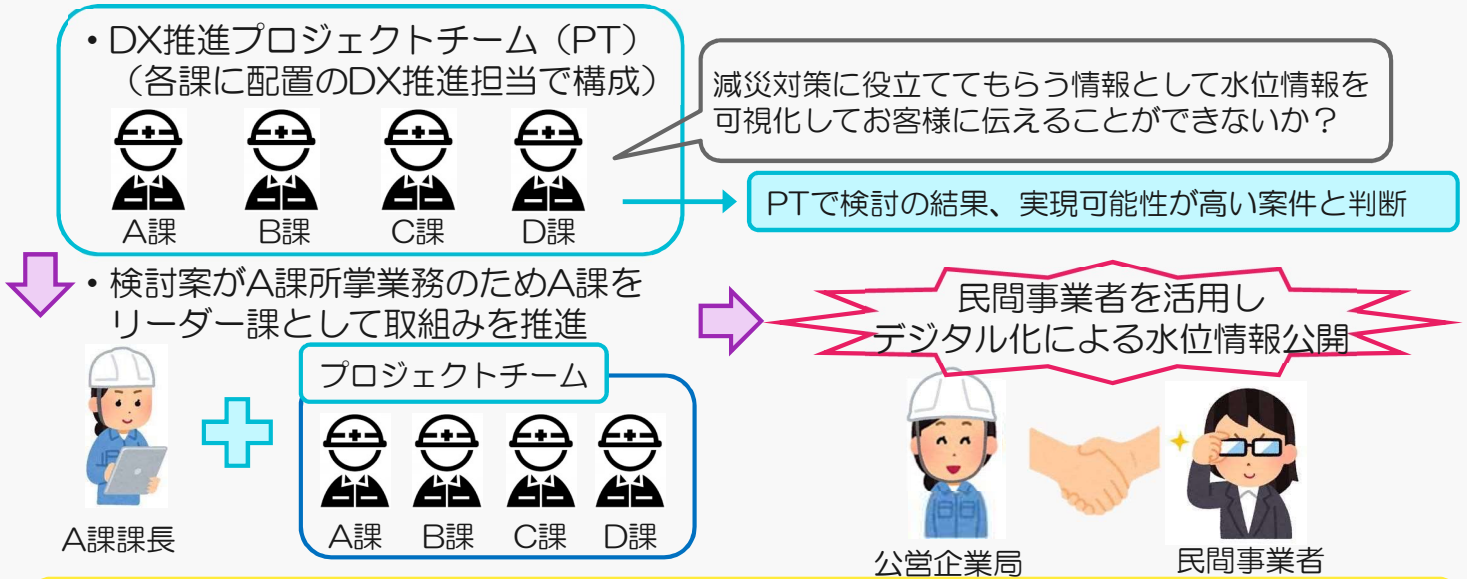 ・DX推進プロジェクトチーム（PT）
（各課に配置のDX推進担当で構成）
A課 B課 C課 D課
減災対策に役立ててもらう情報として水位情報を
可視化してお客様に伝えることができないか？
PTで検討の結果、実現可能性が高い案件と判断
・検討案がA課所掌業務のためA課を
リーダー課として取組みを推進
A課課長
プロジェクトチーム
A課 B課 C課 D課
民間事業者を活用し
デジタル化による水位情報公開
公営企業局
民間事業者